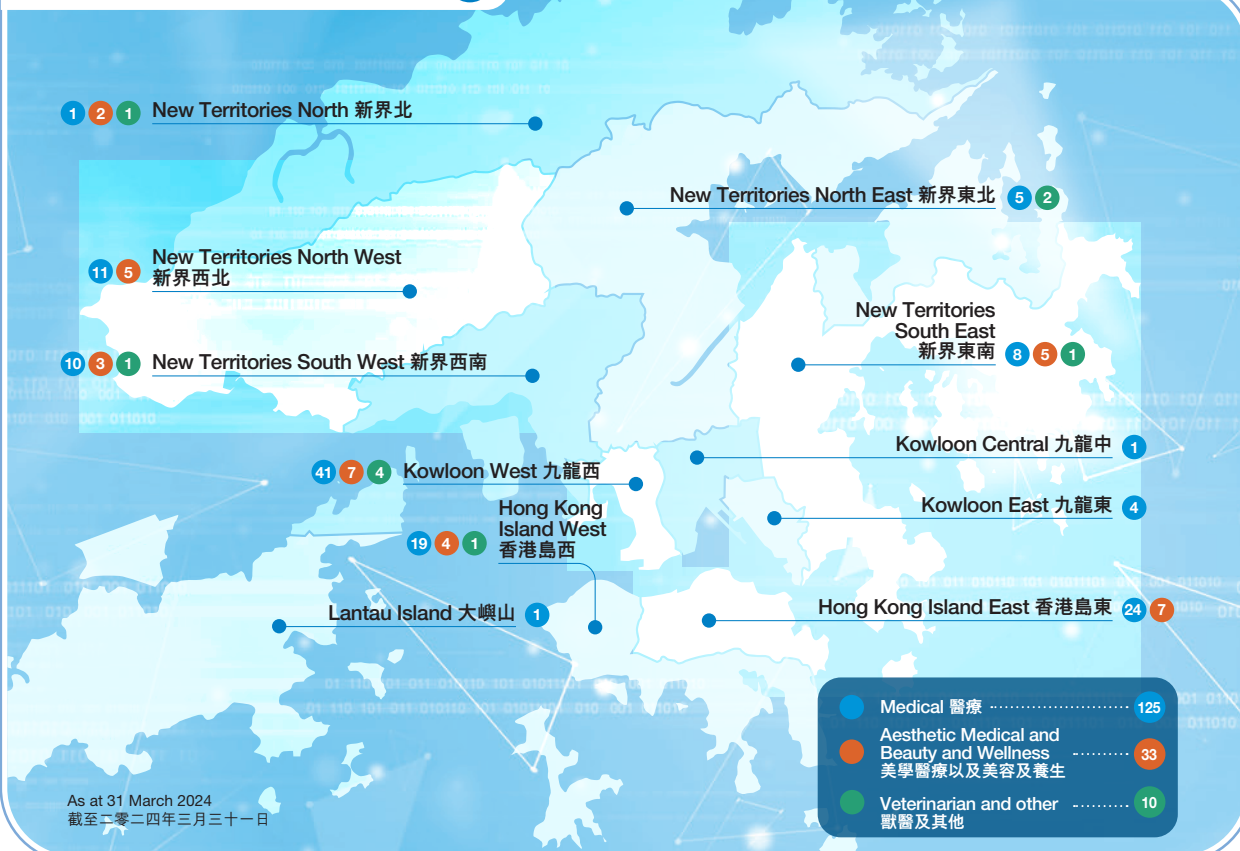 1 2 1 New Territories North 新界北
New Territories North East 新界東北 5 2
New Territories North West
新界西北
11 5
New Territories
South East
新界東南
8 5 1
10 3 1 New Territories South West 新界西南
Kowloon Central 九龍中 1
41 7 4 Kowloon West 九龍西
Kowloon East 九龍東 4
Hong Kong
Island West
香港島西
19 4 1
Lantau Island 大嶼山 1
Hong Kong Island East 香港島東 24 7
Medical 醫療 125
Aesthetic Medical and
Beauty and Wellness
美學醫療以及美容及養生
33
Veterinarian and other
獸醫及其他
10
As at 31 March 2024
截至二零二四年三月三十一日